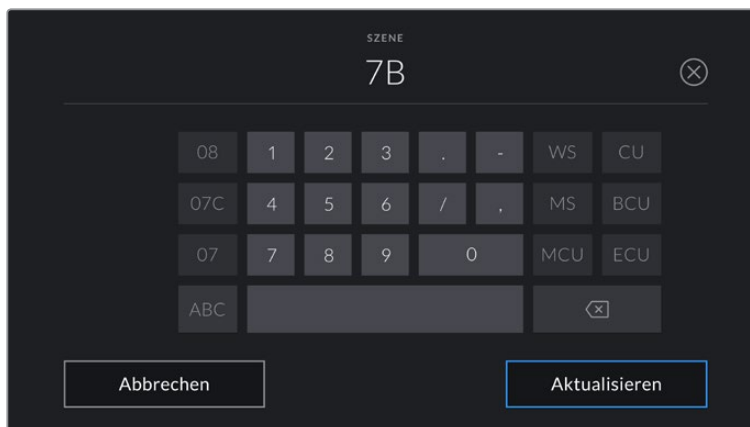 SZENE
7B
08 1 2 3 . - WS CU
07C 4 5 6 / , MS BCU
07 7 8 9 0 MCU ECU
ABC
Abbrechen Aktualisieren